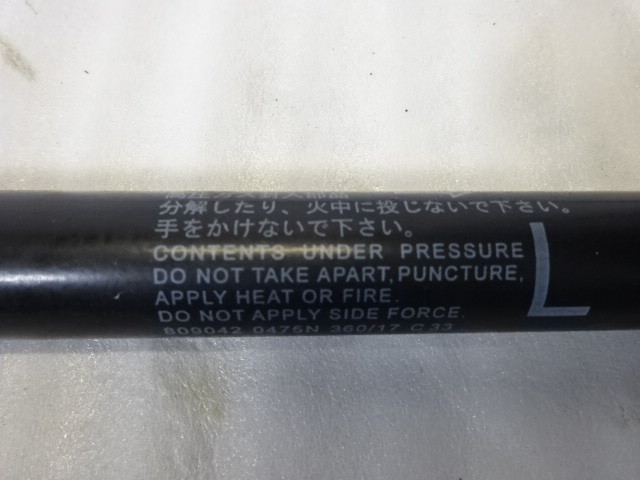 分解したり、火中に投じないで下さい。
手をかけないで下さい。
CONTENTS UNDER PRESSURE
DO NOT TAKE APART, PUNCTURE,
APPLY HEAT OR FIRE.
DO NOT APPLY SIDE FORCE.
809042 0475N 360/17 C33
L